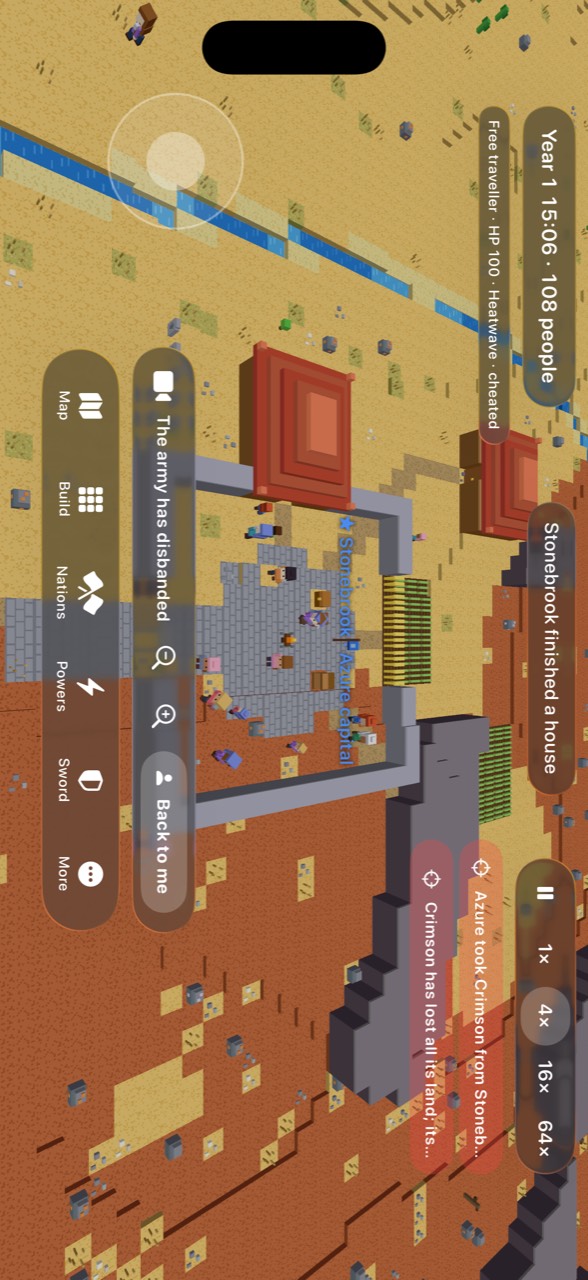 Year 1 15:06 · 108 people
Free traveller · HP 100 · Heatwave · cheated
Stonebrook finished a house
1×
4×
16×
64×
Azure took Crimson from Stoneb...
Crimson has lost all its land; its...
Stonebrook · Azure capital
The army has disbanded
Back to me
Map
Build
Nations
Powers
Sword
More